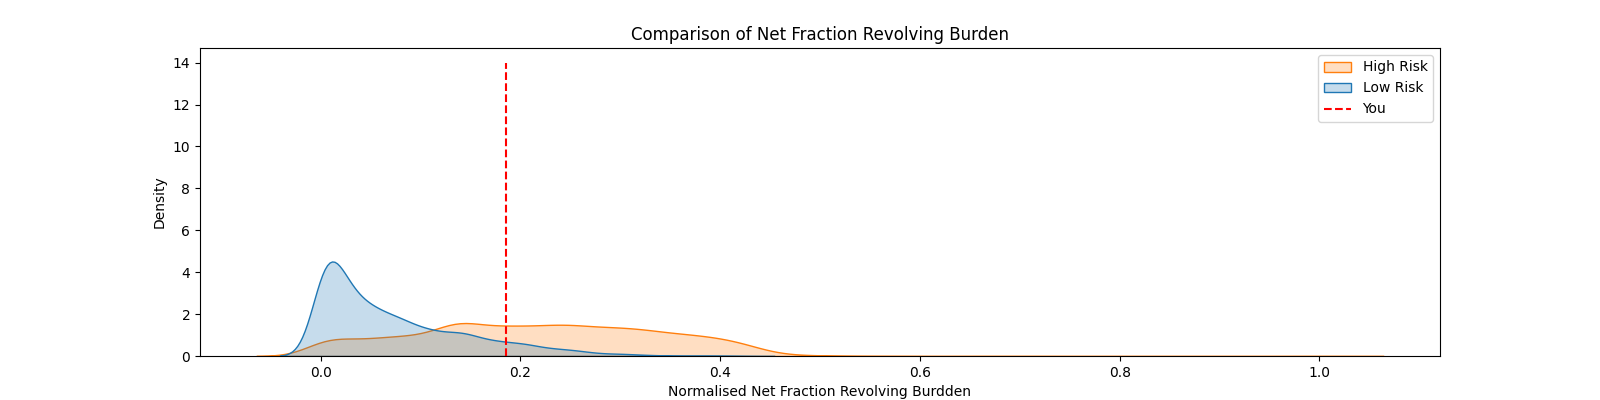 Comparison of Net Fraction Revolving Burden
High Risk
Low Risk
You
14
12
10
8
6
4
2
0
Density
0.0
0.2
0.4
0.6
0.8
1.0
Normalised Net Fraction Revolving Burdden